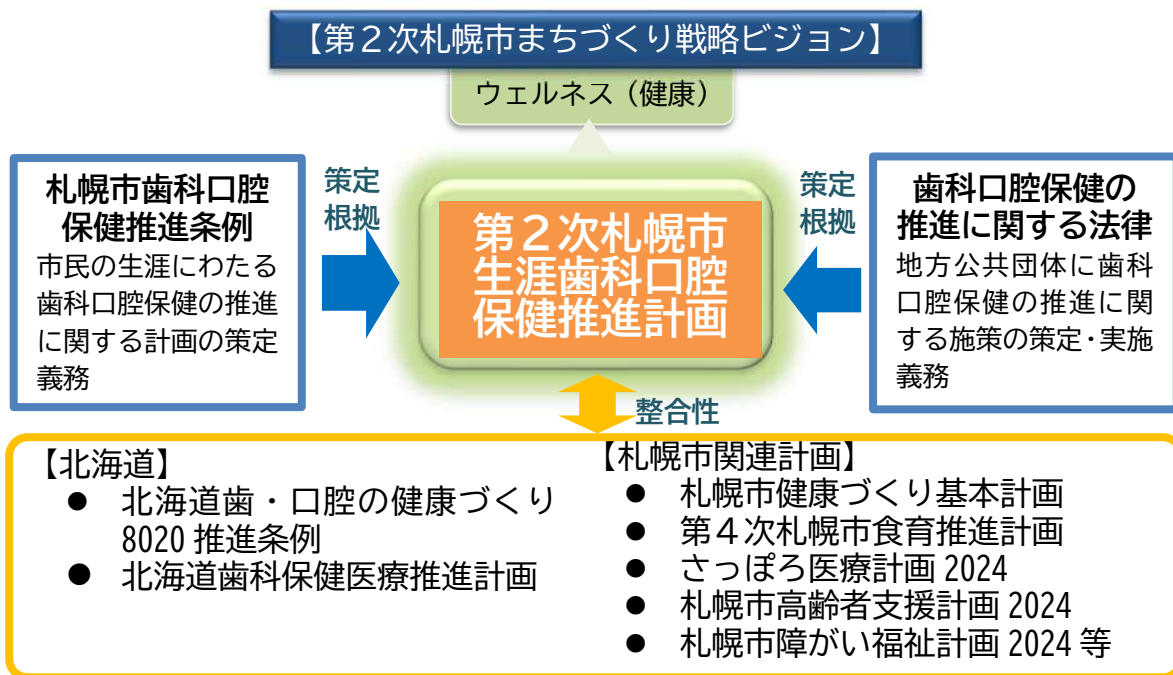 【第２次札幌市まちづくり戦略ビジョン】
ウェルネス（健康）
札幌市歯科口腔
保健推進条例
市民の生涯にわたる
歯科口腔保健の推進
に関する計画の策定
義務
策定
根拠
第２次札幌市
生涯歯科口腔
保健推進計画
策定
根拠
歯科口腔保健の
推進に関する法律
地方公共団体に歯科
口腔保健の推進に関
する施策の策定･実施
義務
整合性
【北海道】
● 北海道歯・口腔の健康づくり
8020 推進条例
● 北海道歯科保健医療推進計画
【札幌市関連計画】
● 札幌市健康づくり基本計画
● 第４次札幌市食育推進計画
● さっぽろ医療計画 2024
● 札幌市高齢者支援計画 2024
● 札幌市障がい福祉計画 2024 等